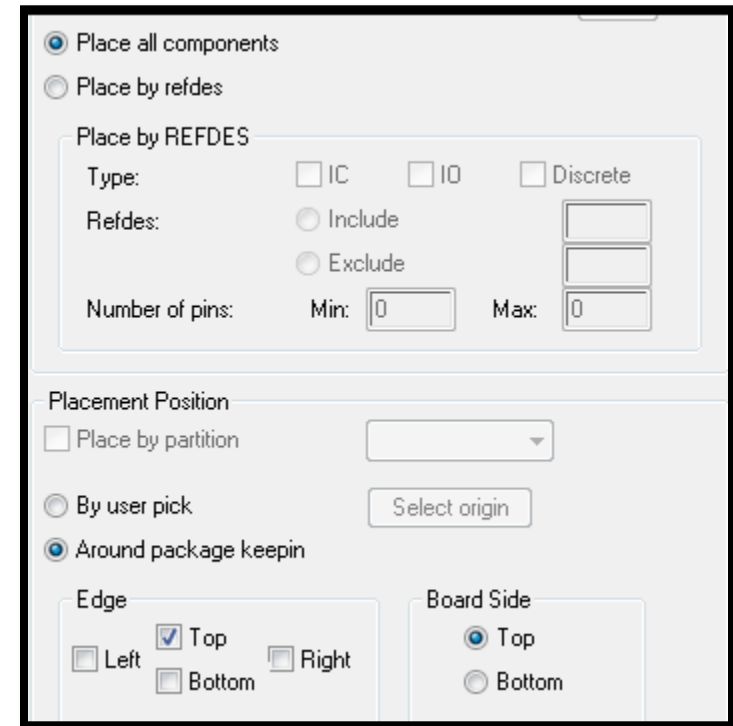 Place all components
Place by refdes
Place by REFDES
Type: IC IO Discrete
Refdes: Include
Exclude
Number of pins: Min: 0 Max: 0
Placement Position
Place by partition
By user pick Select origin
Around package keepin
Edge Board Side
Top Top
Left Right
Bottom Bottom